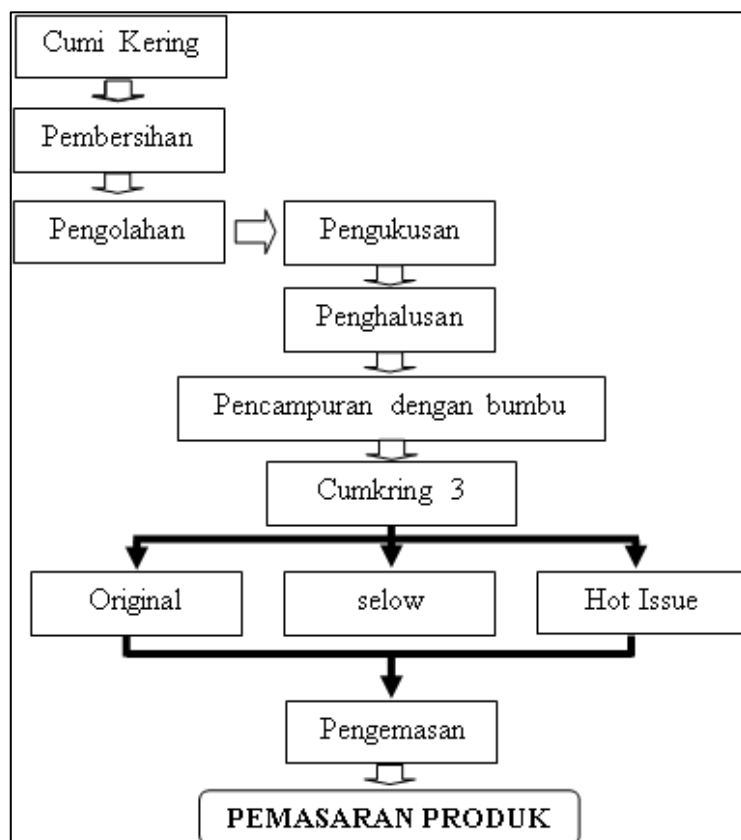 Cumi Kering
Pembersihan
Pengolahan
Pengukusan
Penghalusan
Pencampuran dengan bumbu
Cumkring 3
Original
selow
Hot Issue
Pengemasan
PEMASARAN PRODUK